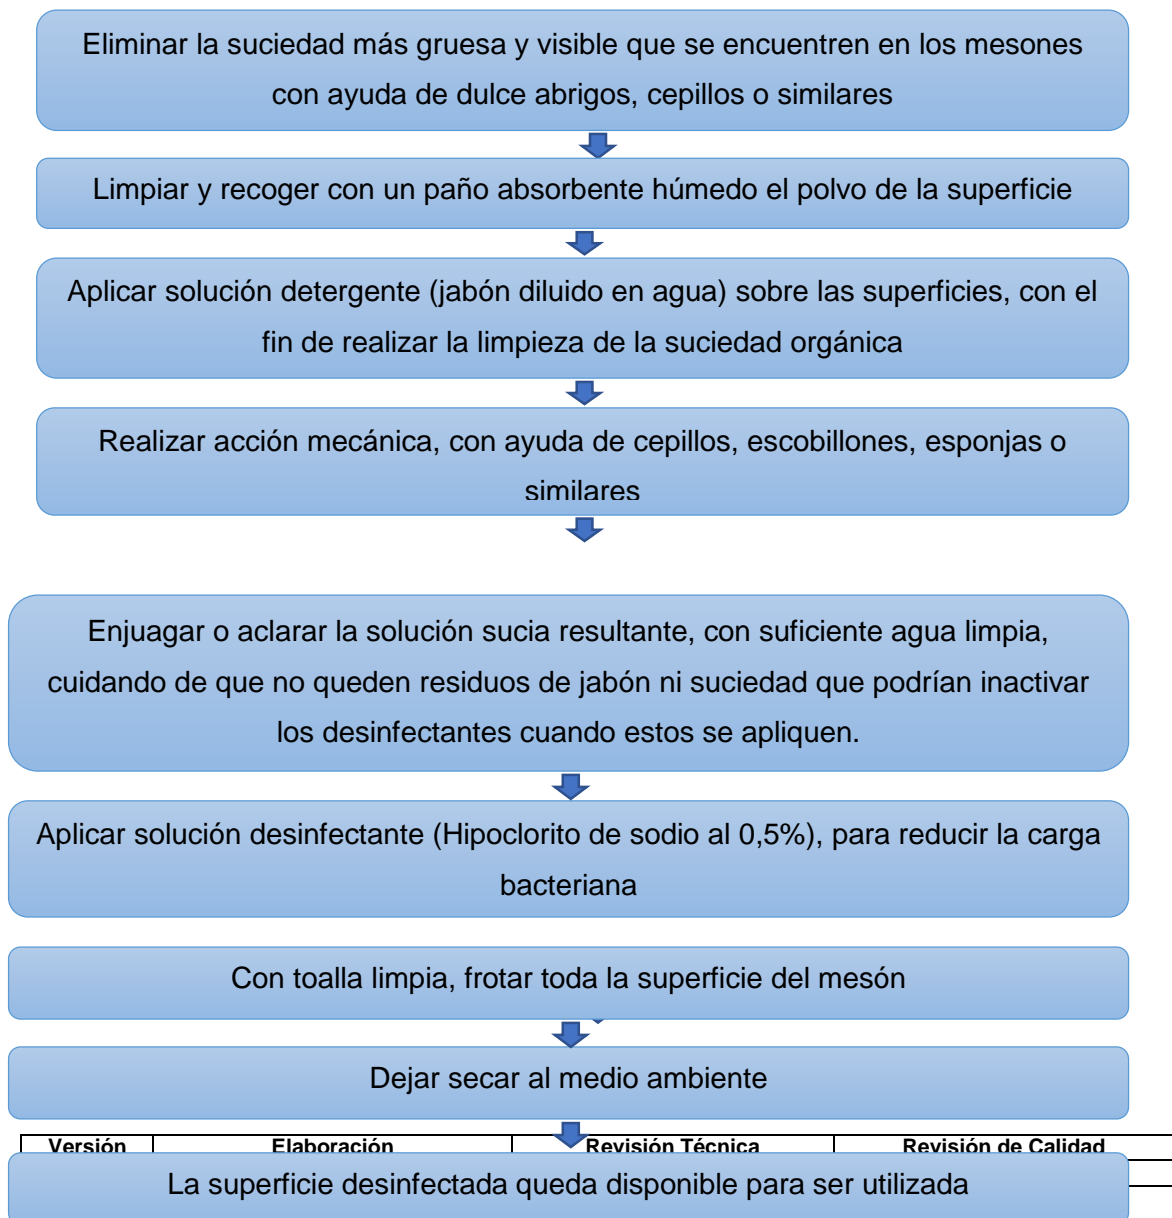 Eliminar la suciedad más gruesa y visible que se encuentren en los mesones
con ayuda de dulce abrigos, cepillos o similares
Limpiar y recoger con un paño absorbente húmedo el polvo de la superficie
Aplicar solución detergente (jabón diluido en agua) sobre las superficies, con el
fin de realizar la limpieza de la suciedad orgánica
Realizar acción mecánica, con ayuda de cepillos, escobillones, esponjas o
similares
Enjuagar o aclarar la solución sucia resultante, con suficiente agua limpia,
cuidando de que no queden residuos de jabón ni suciedad que podrían inactivar
los desinfectantes cuando estos se apliquen.
Aplicar solución desinfectante (Hipoclorito de sodio al 0,5%), para reducir la carga
bacteriana
Con toalla limpia, frotar toda la superficie del mesón
Dejar secar al medio ambiente
Versión Elaboración Revisión Técnica Revisión de Calidad
La superficie desinfectada queda disponible para ser utilizada